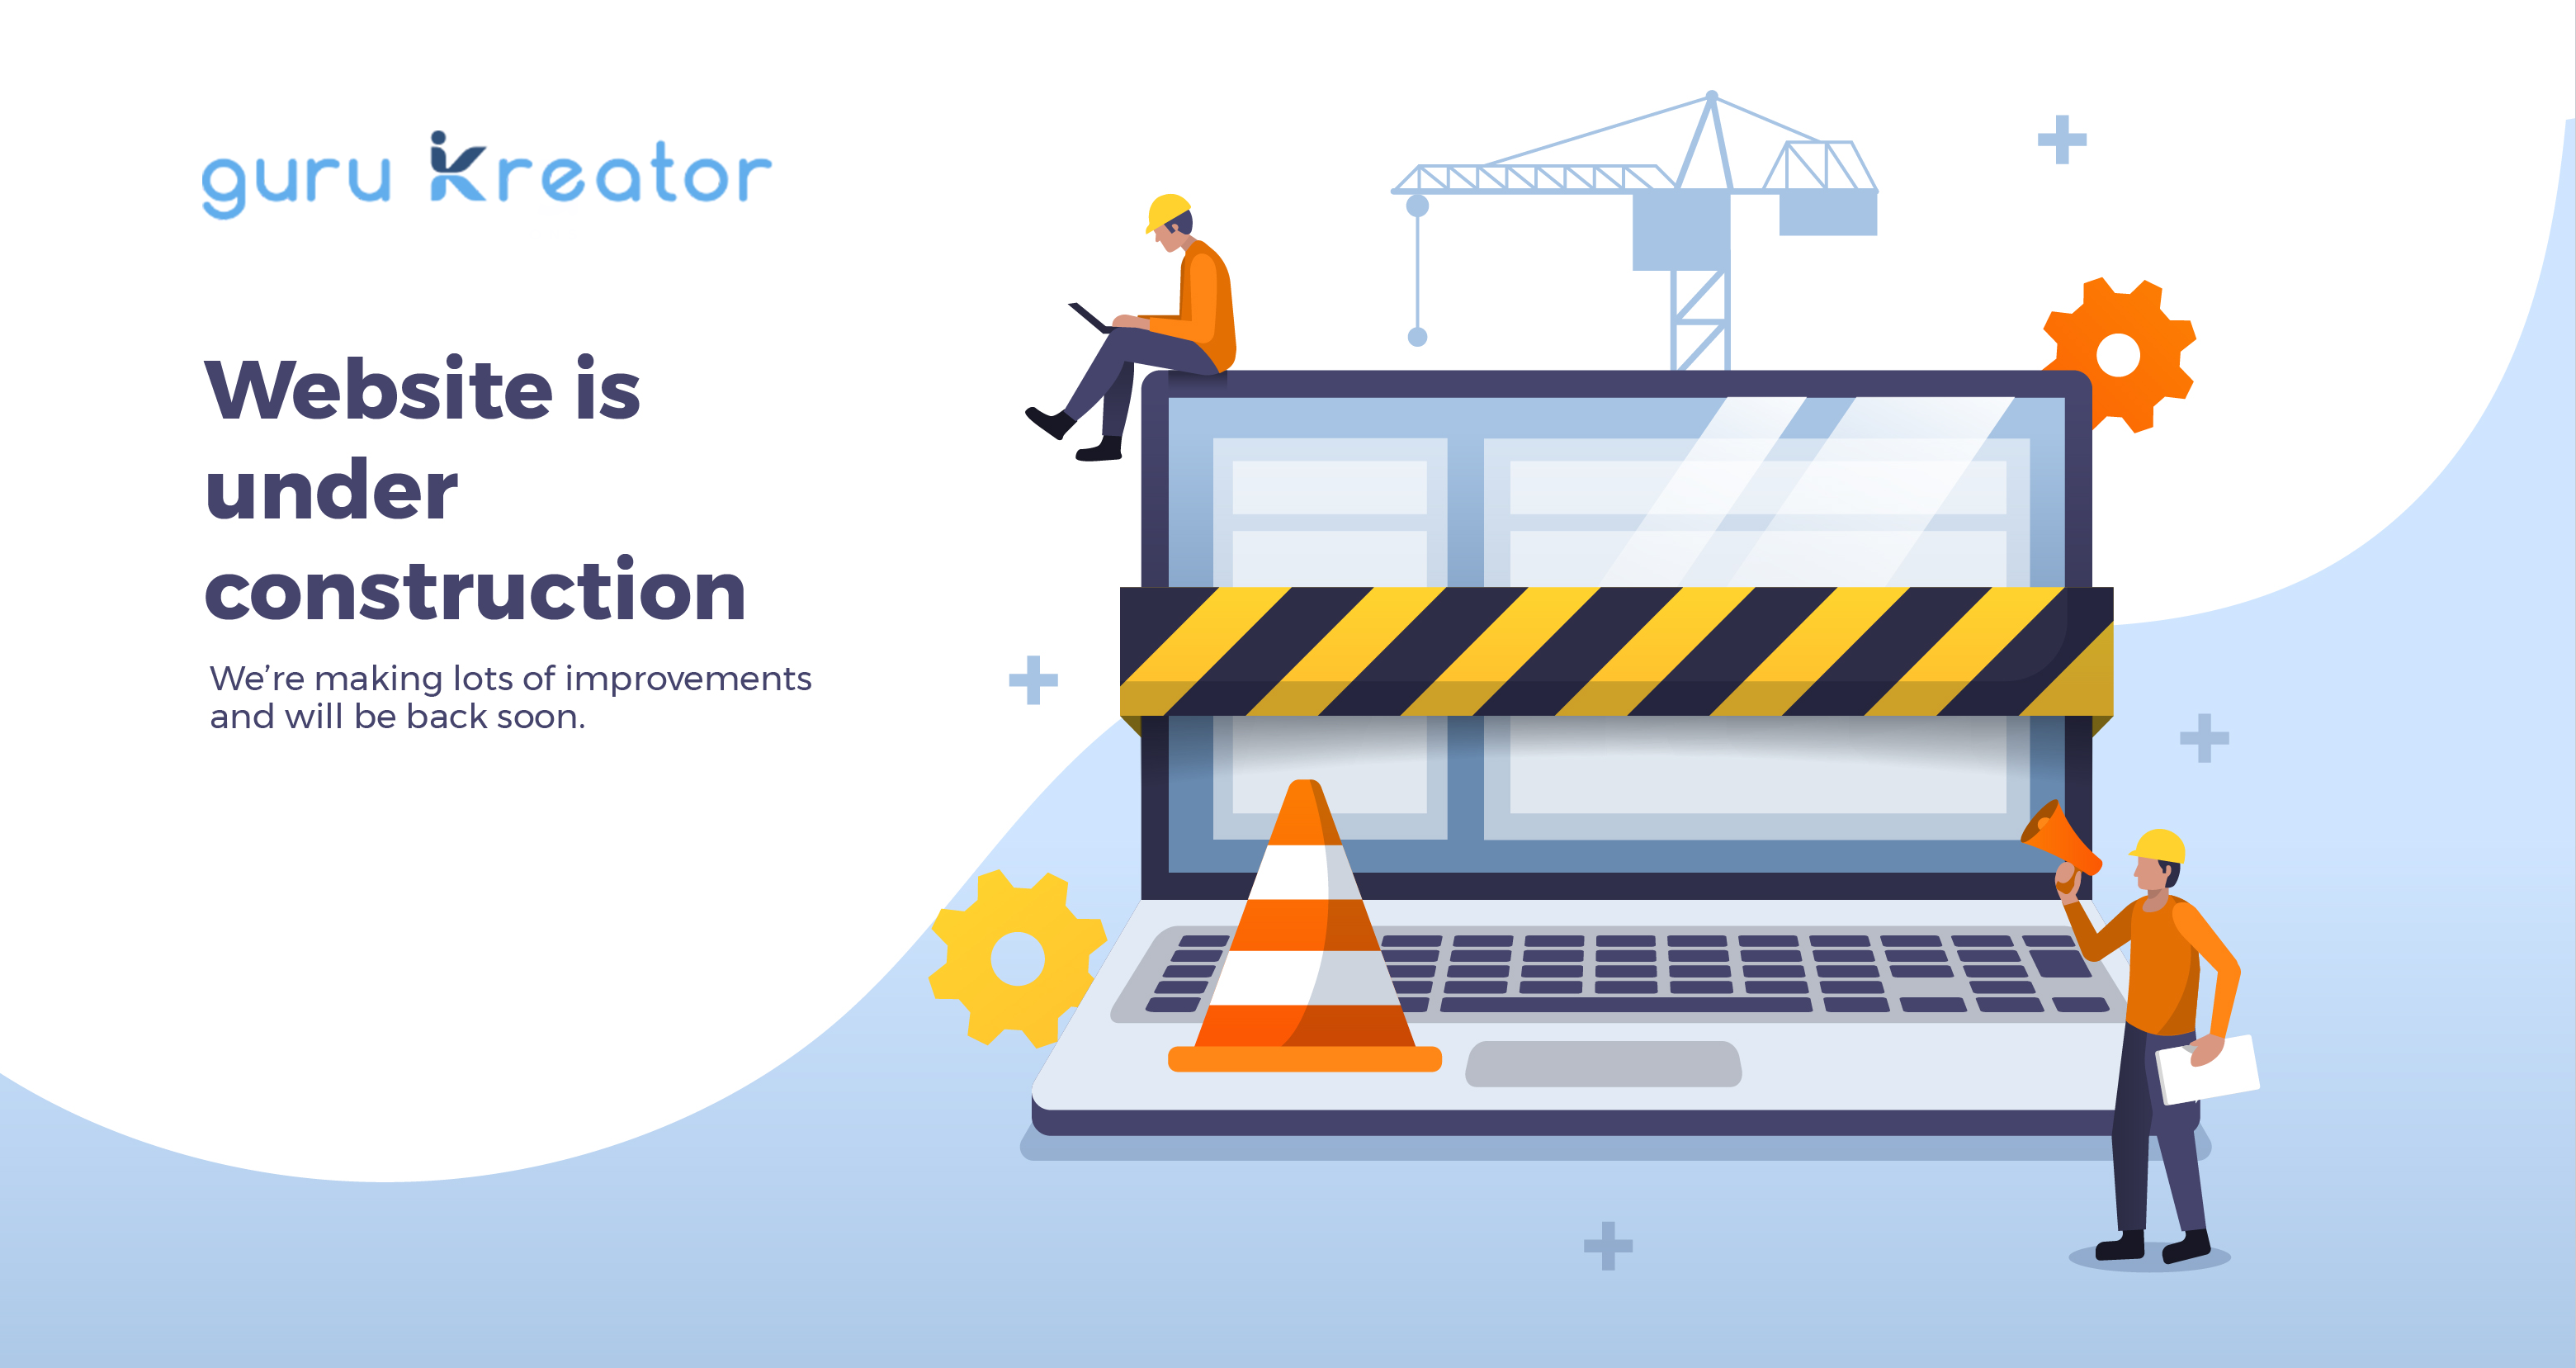 guru kreator
Website is
under
construction
We’re making lots of improvements
and will be back soon.